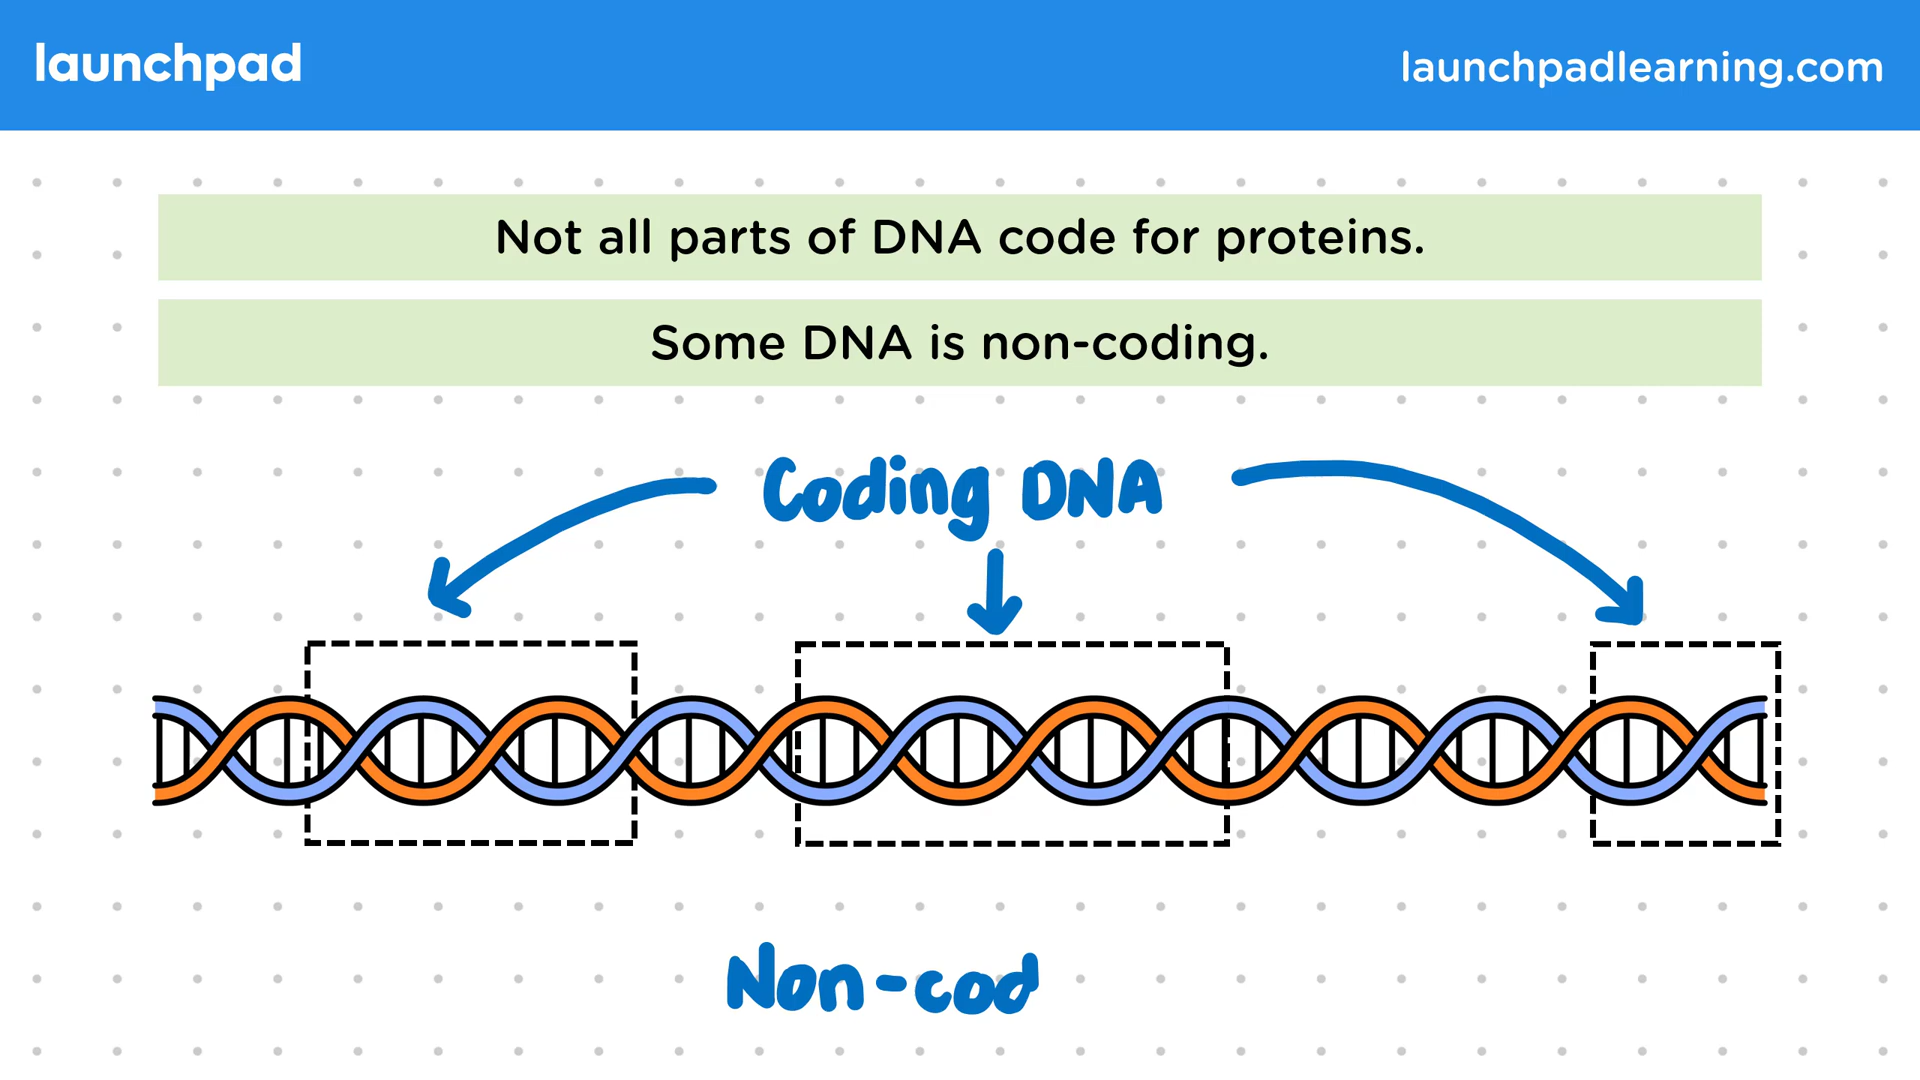 launchpad
launchpadlearning.com
Not all parts of DNA code for proteins.
Some DNA is non-coding.
Coding DNA
Non-cod